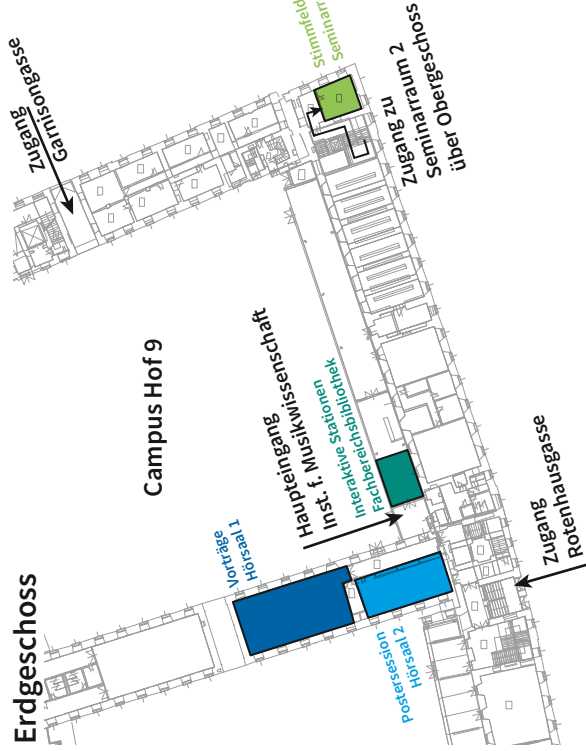 Erdgeschoss
Zugang
Garnisongasse
Stimmfeld
Seminarr
Zugang zu
Seminarraum 2
über Obergeschoss
Campus Hof 9
Haupteingang
Inst. f. Musikwissenschaft
Interaktive Stationen
Fachbereichsbibliothek
Vorträge
Hörsaal 1
Postersession
Hörsaal 2
Zugang
Rotenhausgasse